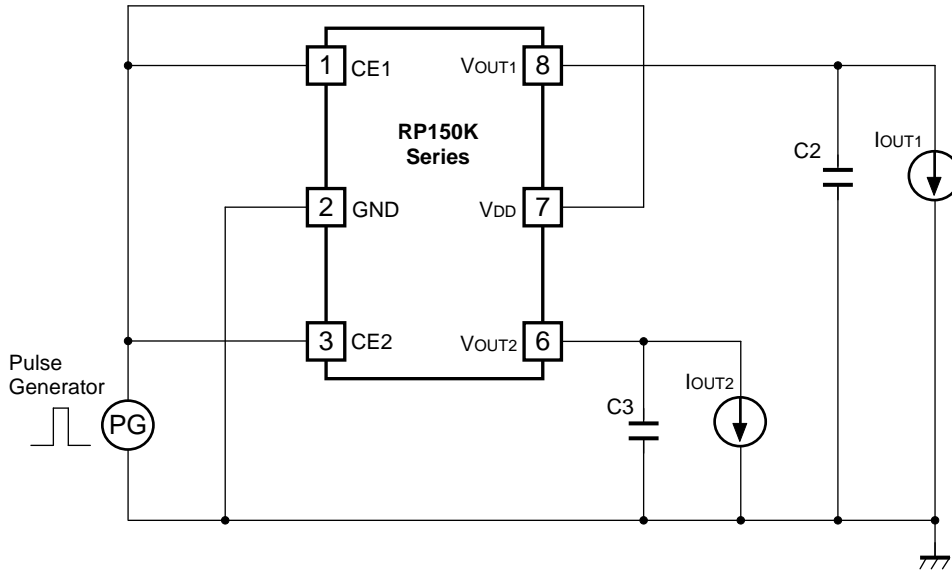 1 CE1 VOUT1 8
RP150K
Series
C2
IOUT1
2 GND VDD 7
3 CE2 VOUT2 6
Pulse
Generator
PG
C3
IOUT2